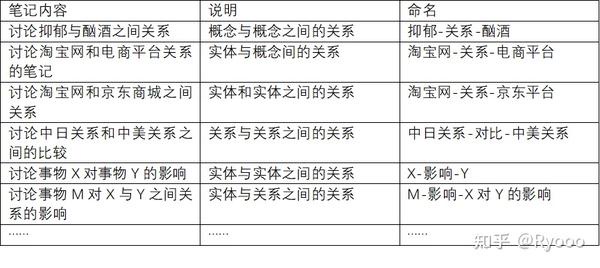 笔记内容 说明 命名
讨论抑郁与酗酒之间关系 概念与概念之间的关系 抑郁-关系-酗酒
讨论淘宝网和电商平台关系 实体与概念间的关系 淘宝网-关系-电商平台
的笔记
讨论淘宝网和京东商城之间 实体和实体之间的关系 淘宝网-关系-京东平台
关系
讨论中日关系和中美关系之 关系与关系之间的关系 中日关系-对比-中美关系
间的比较
讨论事物 X 对事物 Y 的影响 实体与实体之间的关系 X-影响-Y
讨论事物 M 对 X 与 Y 之间关 实体与关系之间的关系 M-影响-X 对 Y 的影响
系的影响
…… …… ……
知乎 @Ryooo